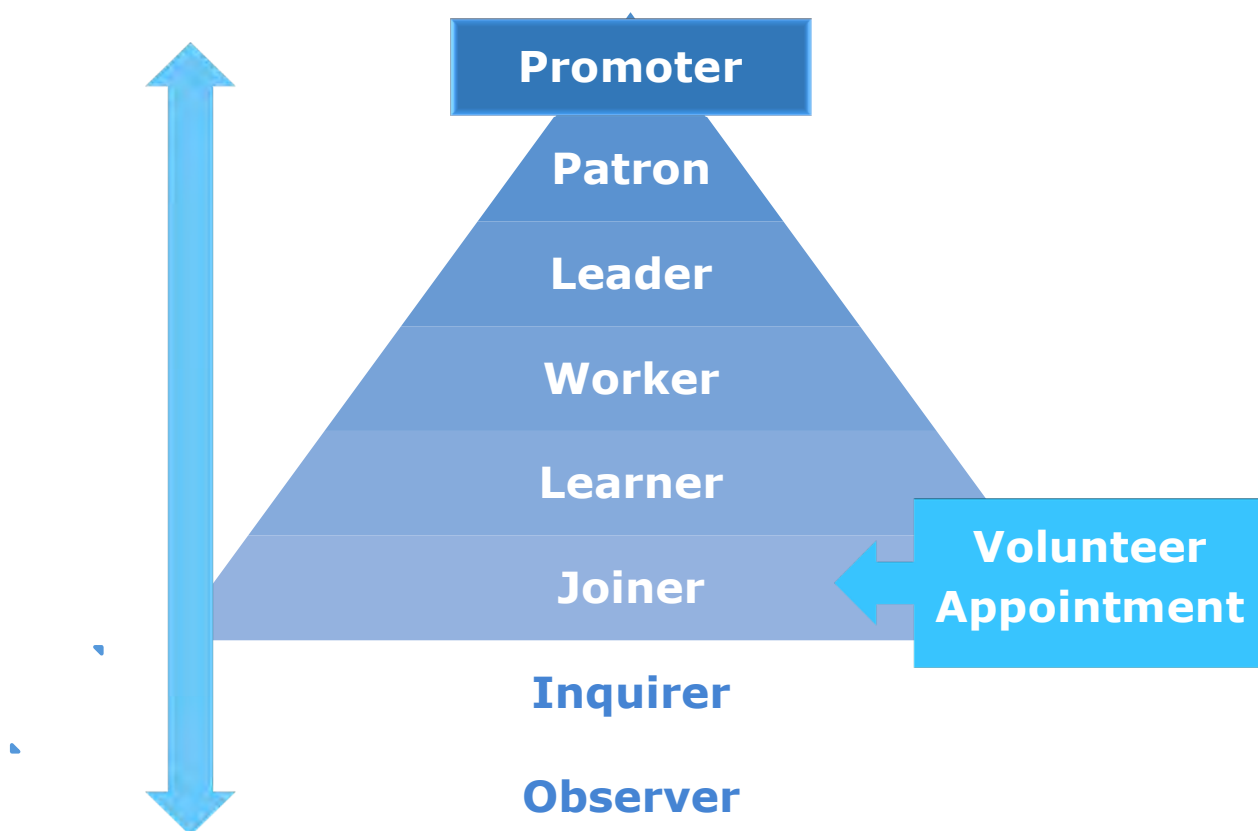 Promoter
Patron
Leader
Worker
Learner
Joiner
Volunteer
Appointment
Inquirer
Observer